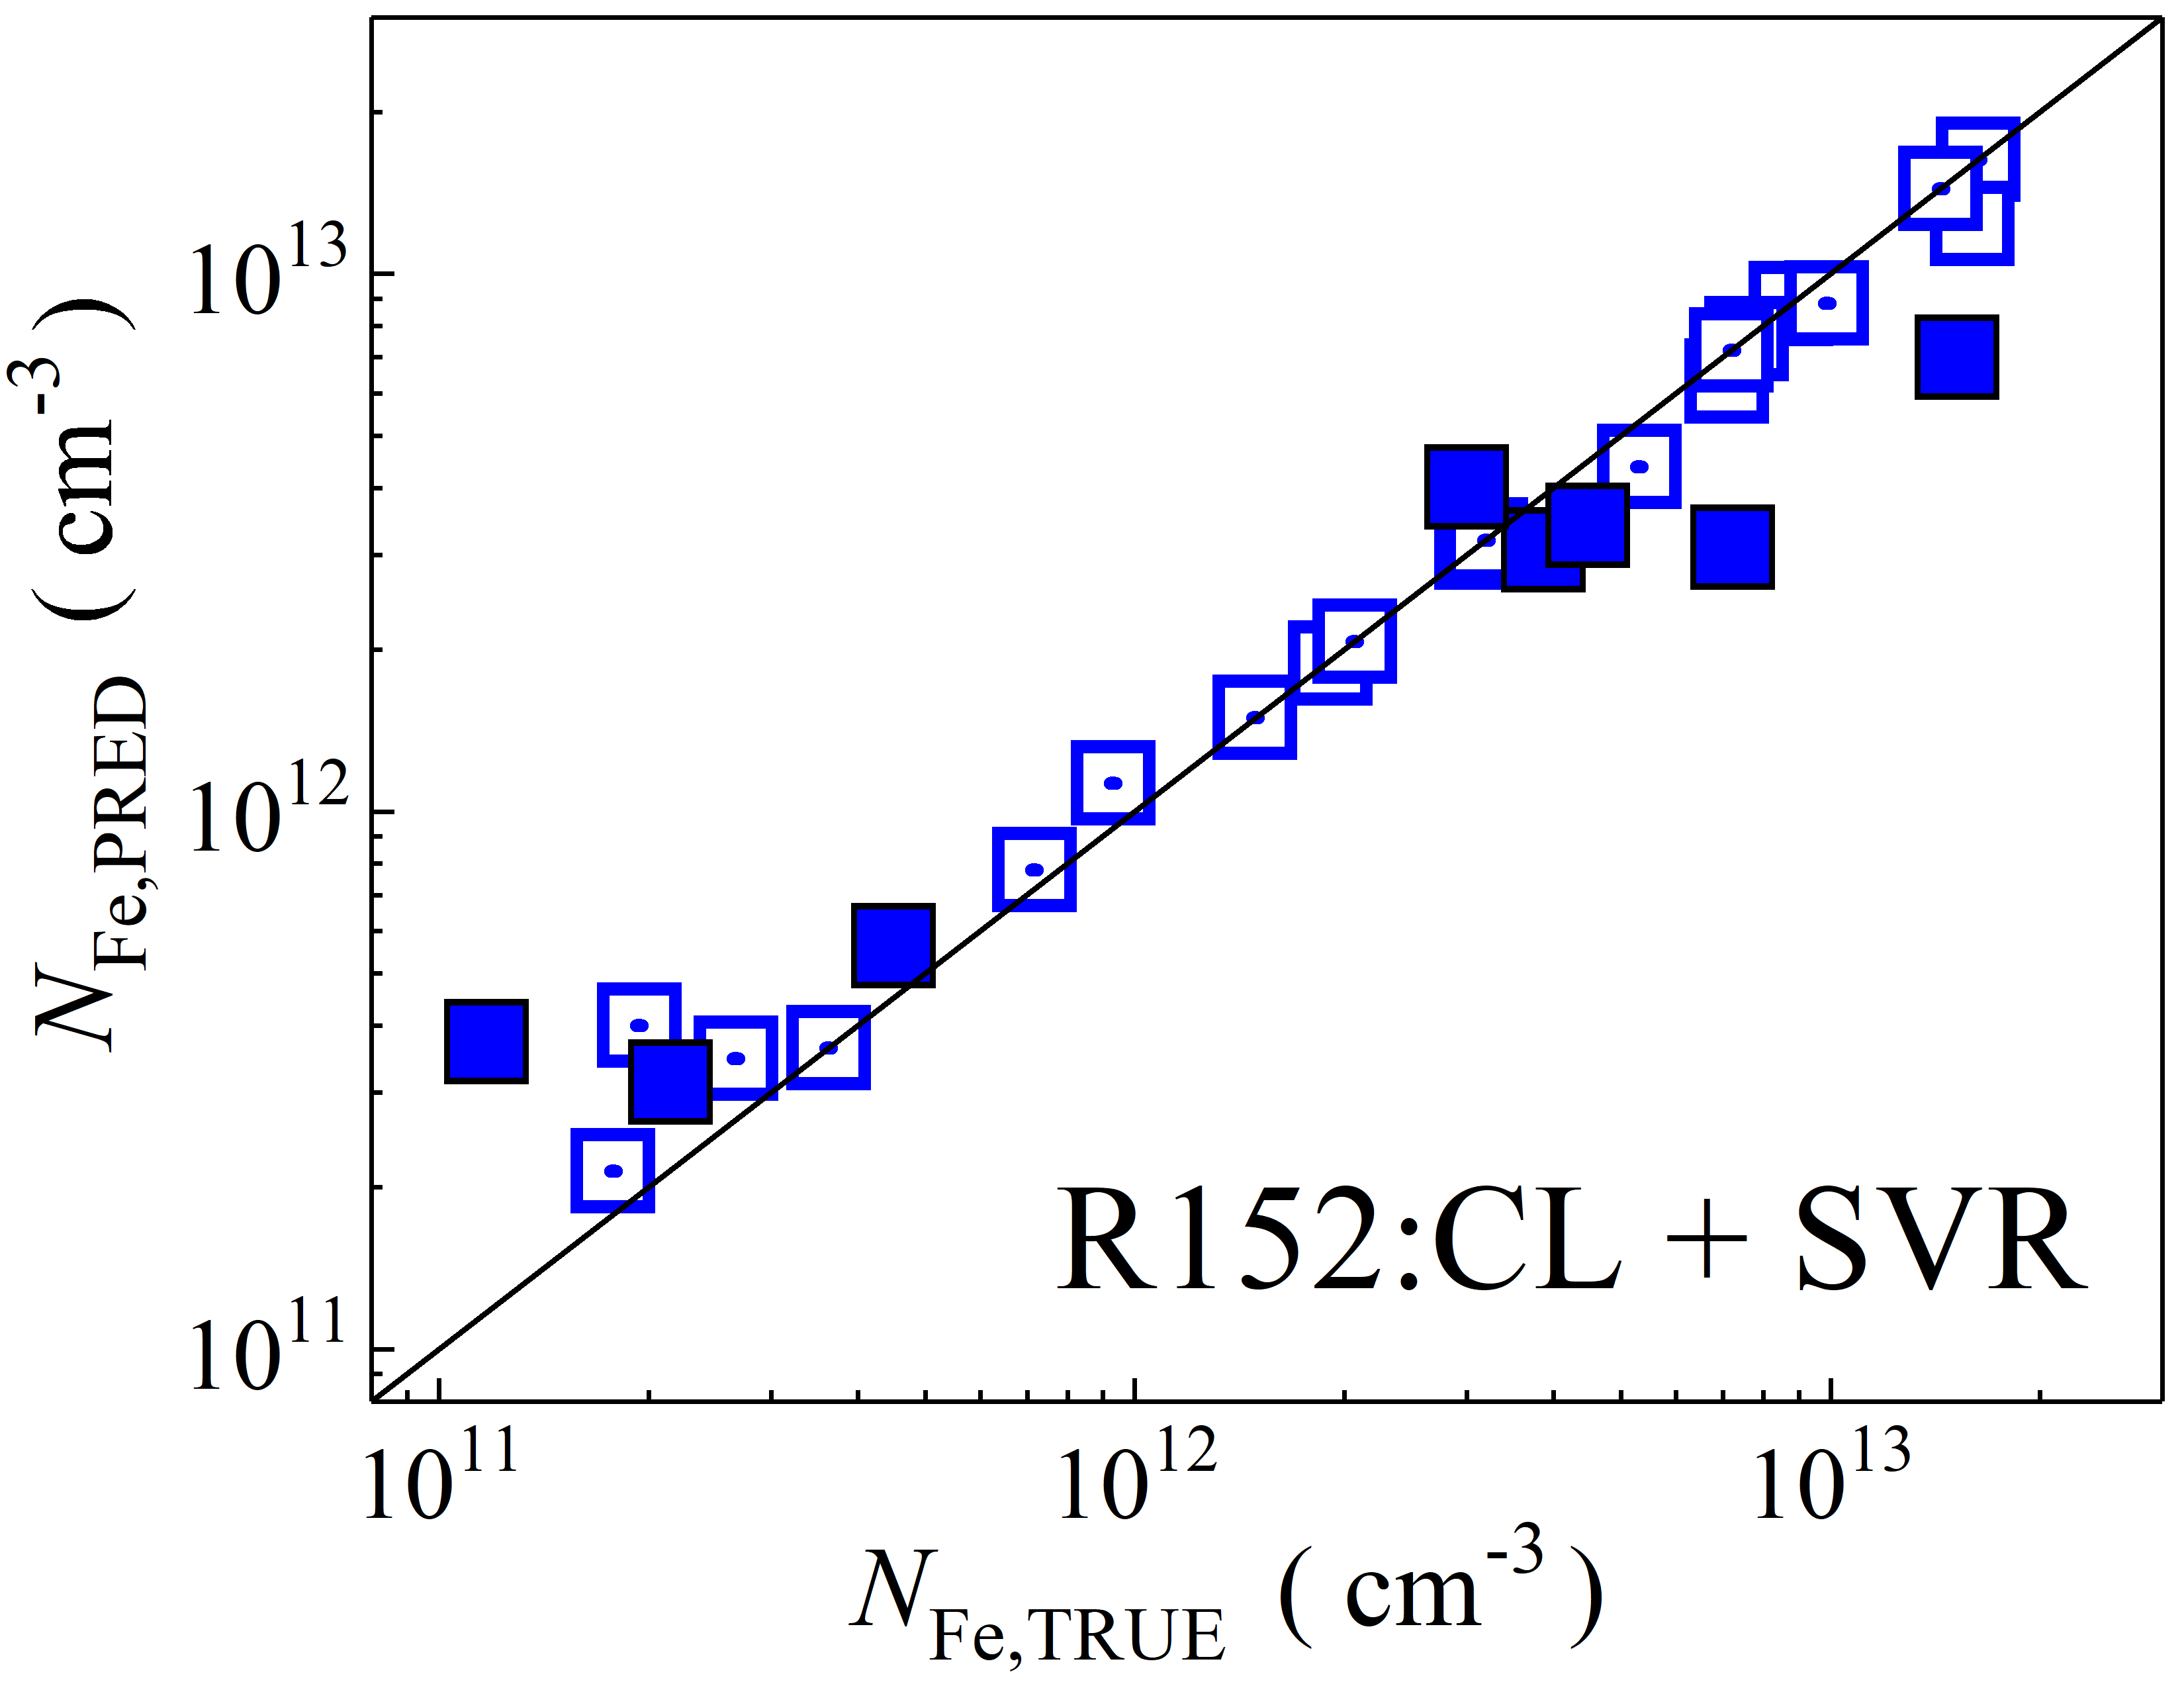 N_Fe,PRED ( cm^-3 )
10^13
10^12
10^11
R152:CL + SVR
10^11 10^12 10^13
N_Fe,TRUE ( cm^-3 )